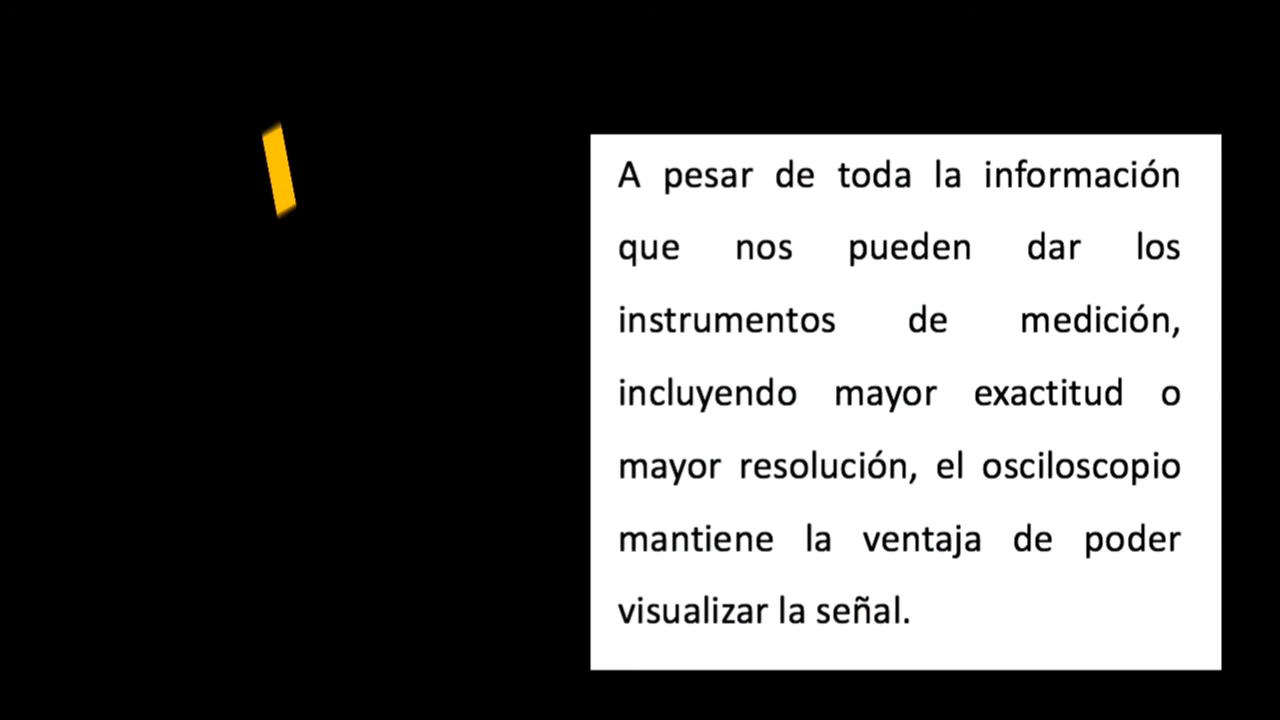 A pesar de toda la información
que nos pueden dar los
instrumentos de medición,
incluyendo mayor exactitud o
mayor resolución, el osciloscopio
mantiene la ventaja de poder
visualizar la señal.